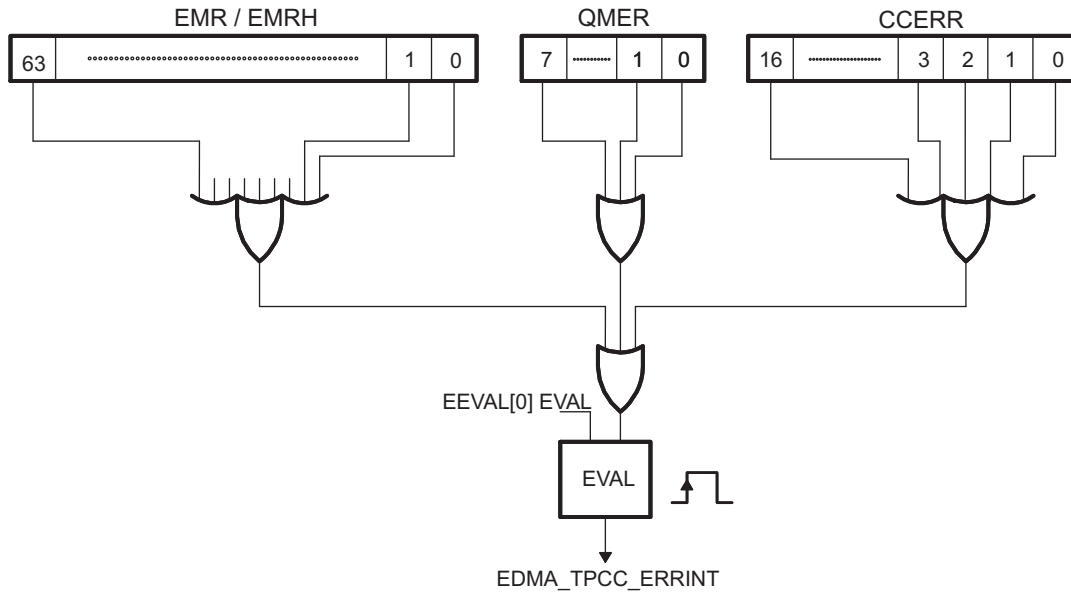 EMR / EMRH QMER CCERR
63 1 0 7 1 0 16 3 2 1 0
EEVAL[0] EVAL
EVAL
EDMA_TPCC_ERRINT